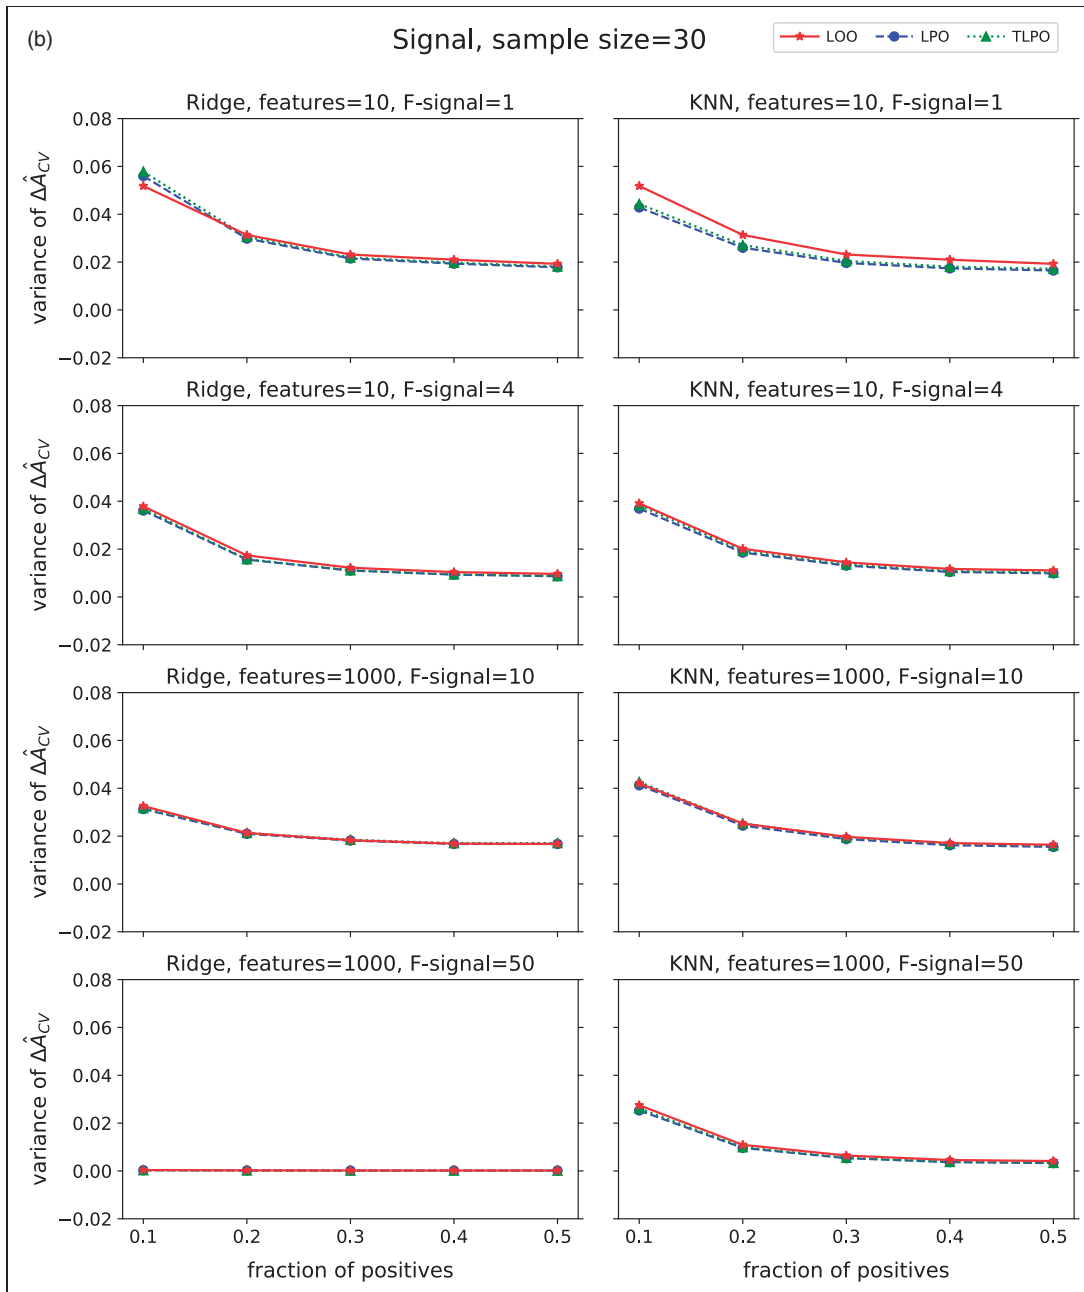 (b)
Signal, sample size=30
LOO LPO TLPO
Ridge, features=10, F-signal=1
KNN, features=10, F-signal=1
0.08
0.06
0.04
0.02
0.00
−0.02
variance of ΔÂCV
Ridge, features=10, F-signal=4
KNN, features=10, F-signal=4
0.08
0.06
0.04
0.02
0.00
−0.02
variance of ΔÂCV
Ridge, features=1000, F-signal=10
KNN, features=1000, F-signal=10
0.08
0.06
0.04
0.02
0.00
−0.02
variance of ΔÂCV
Ridge, features=1000, F-signal=50
KNN, features=1000, F-signal=50
0.08
0.06
0.04
0.02
0.00
−0.02
variance of ΔÂCV
0.1 0.2 0.3 0.4 0.5
0.1 0.2 0.3 0.4 0.5
fraction of positives
fraction of positives